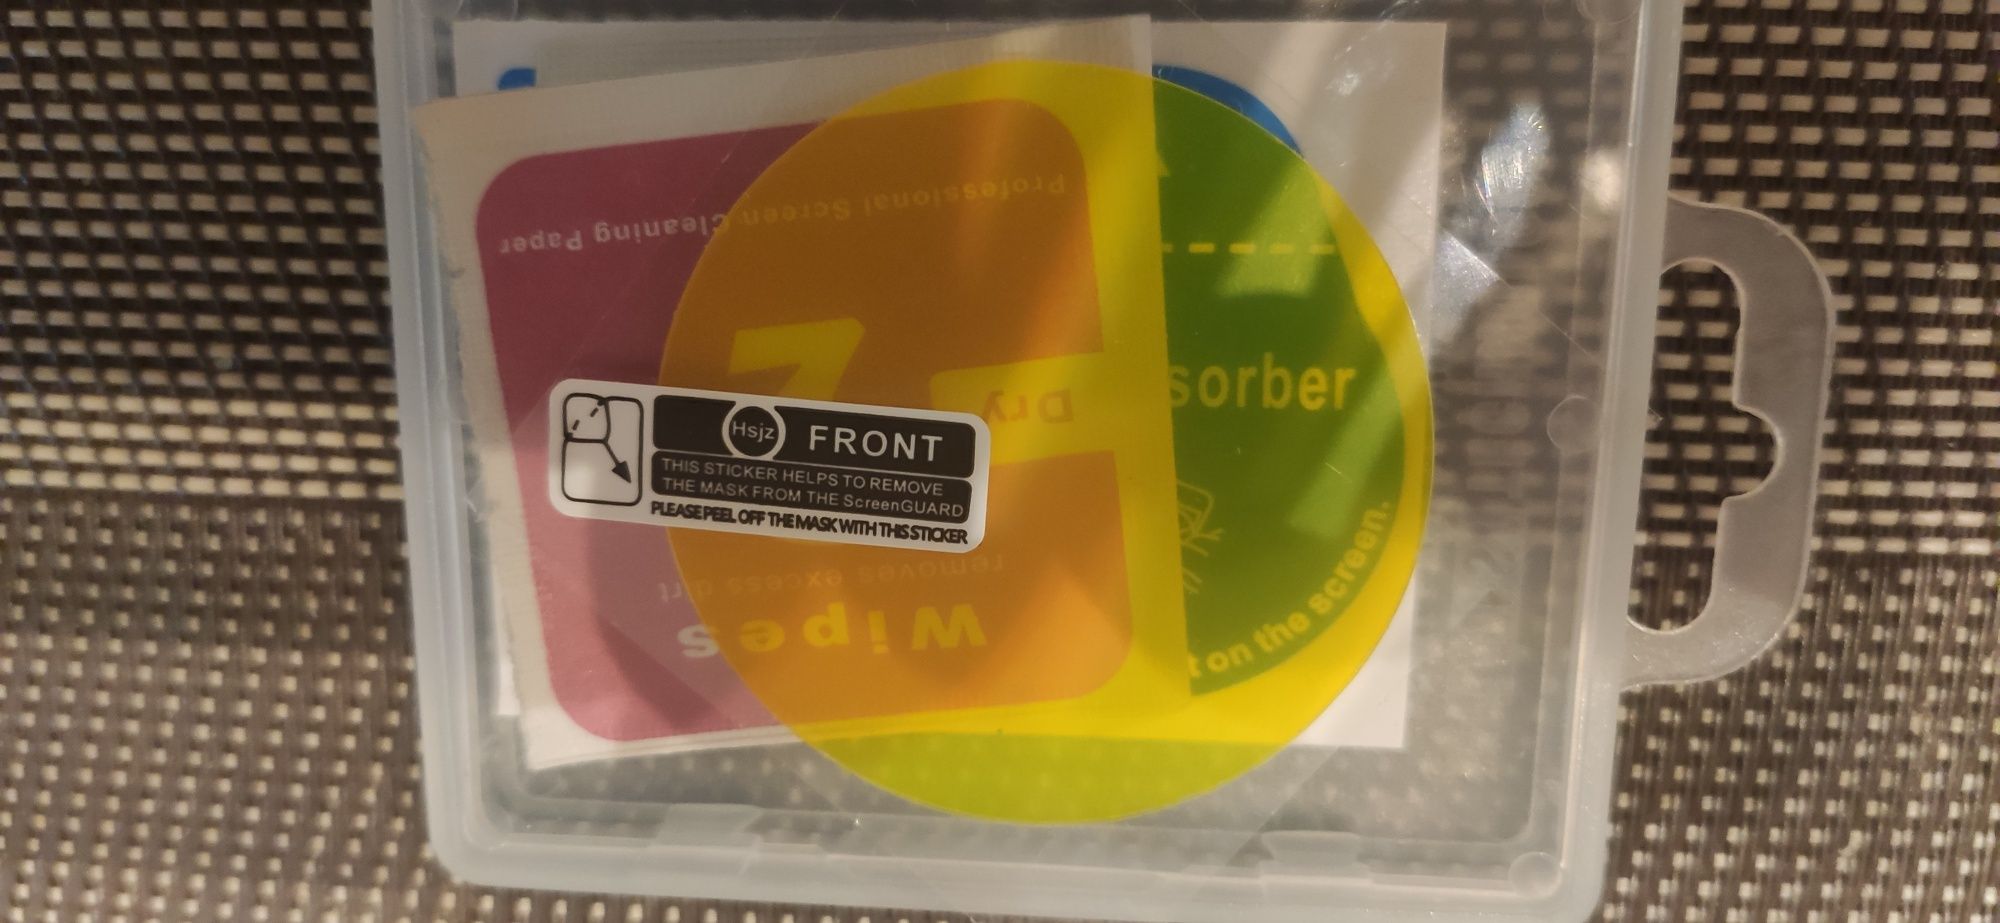 Professional Screen Cleaning Paper
2
Dry
sorber
Hsjz
FRONT
THIS STICKER HELPS TO REMOVE
THE MASK FROM THE ScreenGUARD
PLEASE PEEL OFF THE MASK WITH THIS STICKER
removes excess dirt
Wipes
t on the screen.